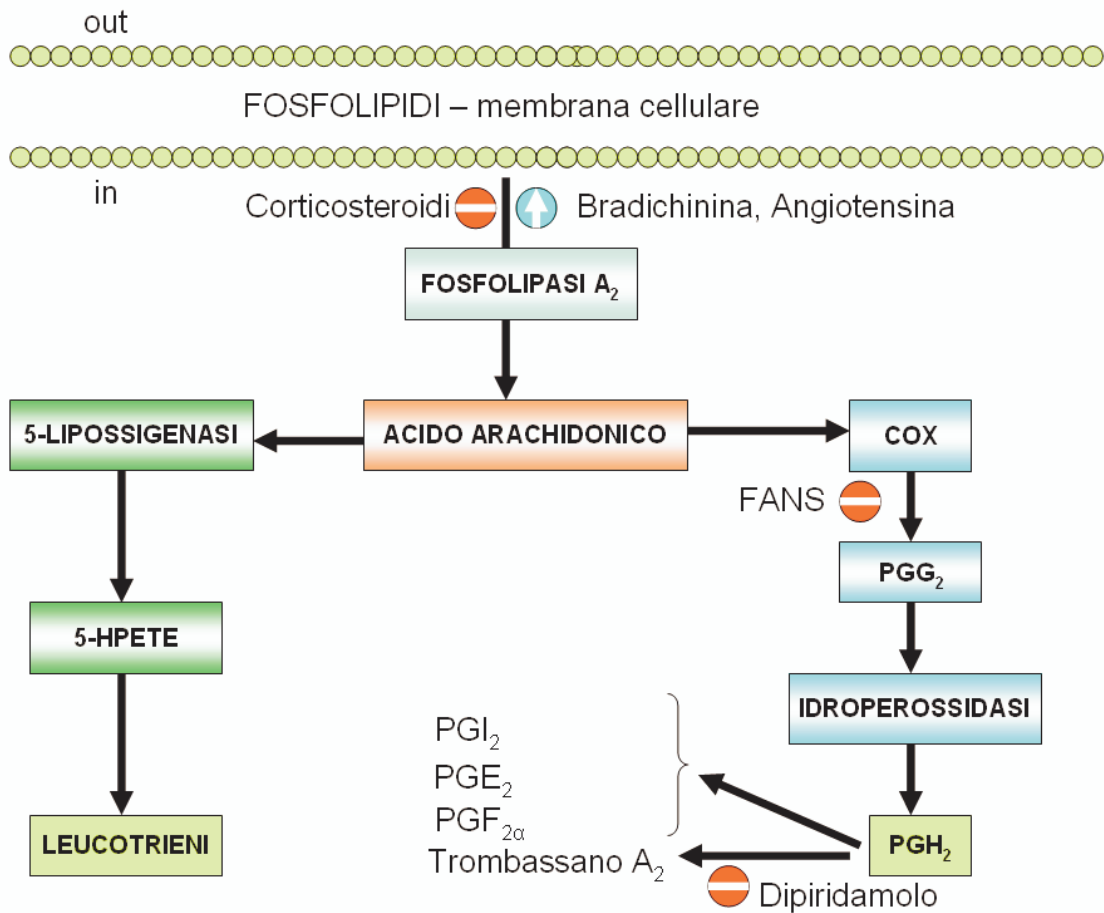 out
FOSFOLIPIDI – membrana cellulare
in
Corticosteroidi
Bradichinina, Angiotensina
FOSFOLIPASI A₂
5-LIPOSSIGENASI
ACIDO ARACHIDONICO
COX
FANS
PGG₂
5-HPETE
IDROPEROSSIDASI
PGI₂
PGE₂
PGF₂α
Trombassano A₂
LEUCOTRIENI
PGH₂
Dipiridamolo